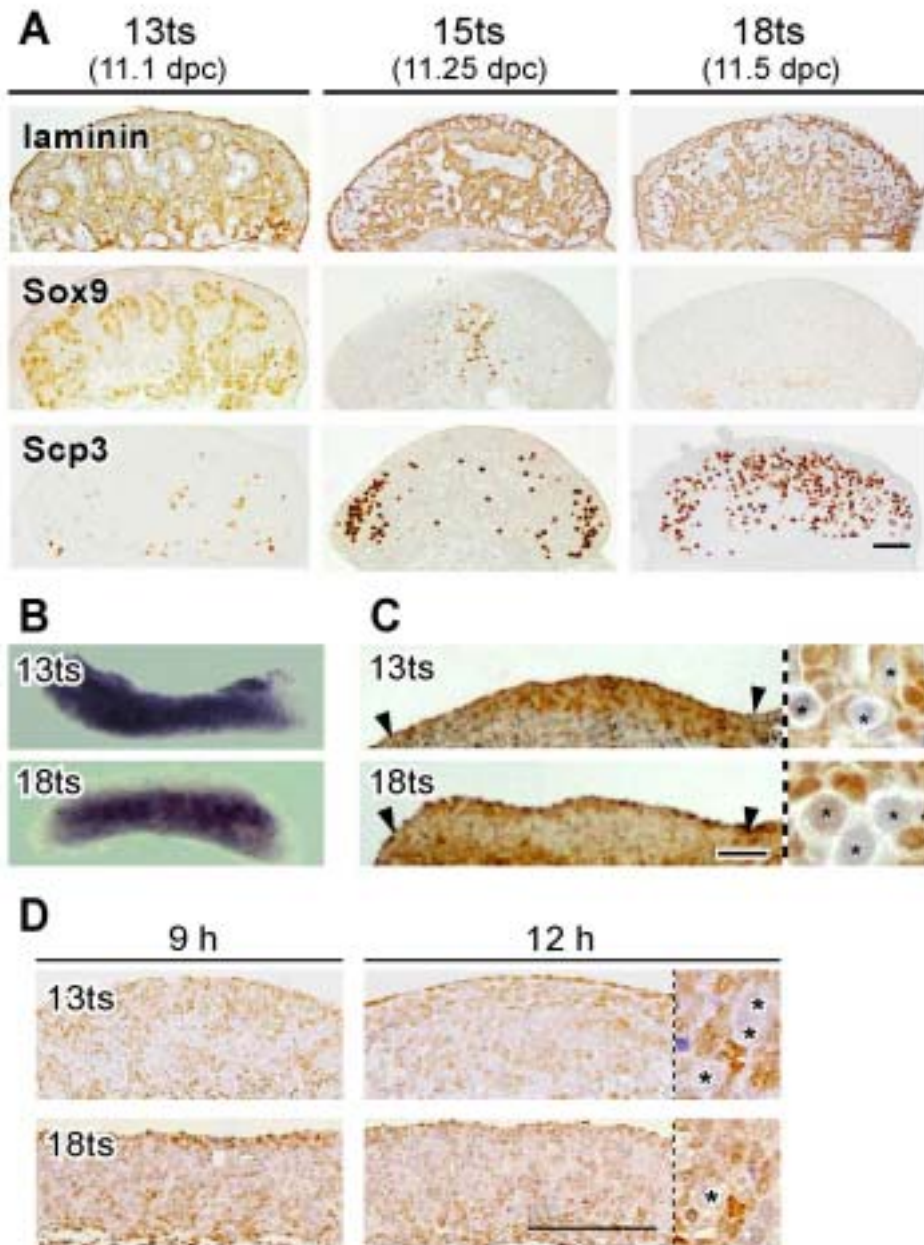 A
13ts 15ts 18ts
(11.1 dpc) (11.25 dpc) (11.5 dpc)
laminin
Sox9
Scp3
B
13ts
18ts
C
13ts
* * *
18ts
* * *
D
9 h 12 h
13ts
* * *
18ts
*